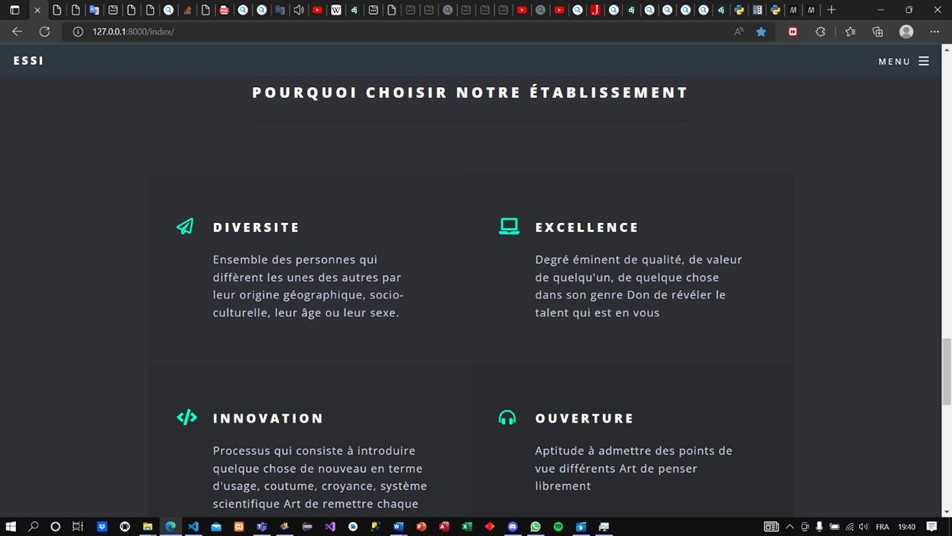 127.0.0.1:8000/index/
ESSI
MENU
POURQUOI CHOISIR NOTRE ÉTABLISSEMENT
DIVERSITE
Ensemble des personnes qui
diffèrent les unes des autres par
leur origine géographique, socio-
culturelle, leur âge ou leur sexe.
EXCELLENCE
Degré éminent de qualité, de valeur
de quelqu'un, de quelque chose
dans son genre Don de révéler le
talent qui est en vous
INNOVATION
Processus qui consiste à introduire
quelque chose de nouveau en terme
d'usage, coutume, croyance, système
scientifique Art de remettre chaque
OUVERTURE
Aptitude à admettre des points de
vue différents Art de penser
librement
FRA
19:40